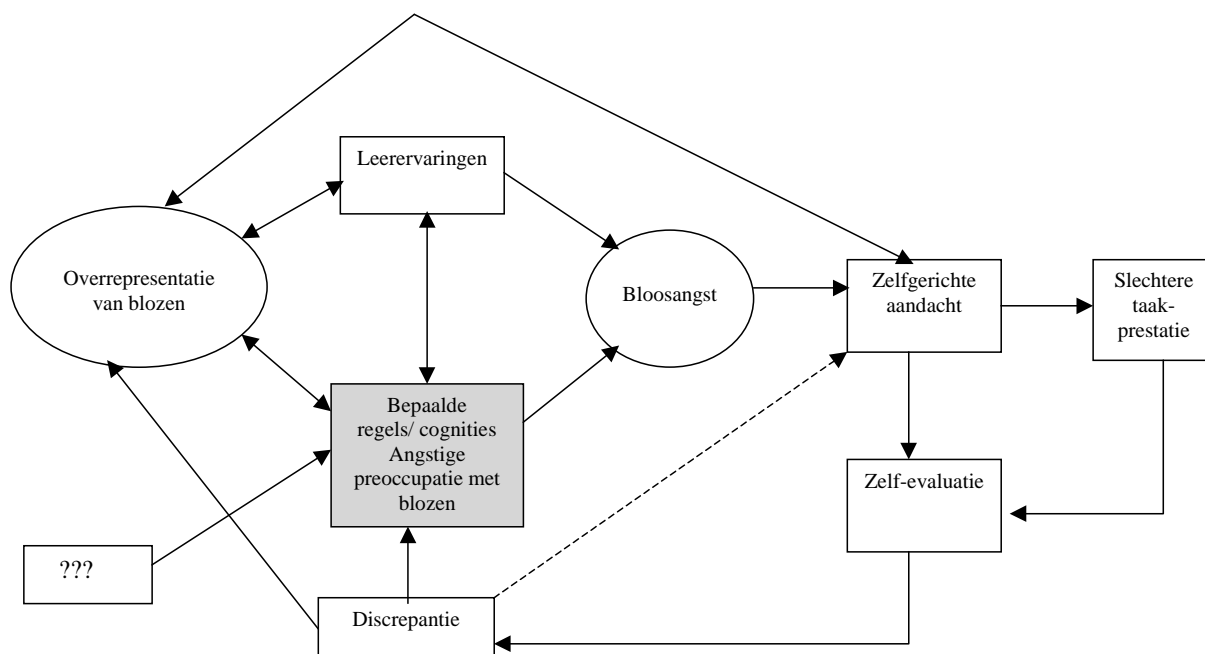 Leerervaringen
Overrepresentatie
van blozen
Bloosangst
Zelfgerichte
aandacht
Slechtere
taak-
prestatie
Bepaalde
regels/ cognities
Angstige
preoccupatie met
blozen
Zelf-evaluatie
???
Discrepantie